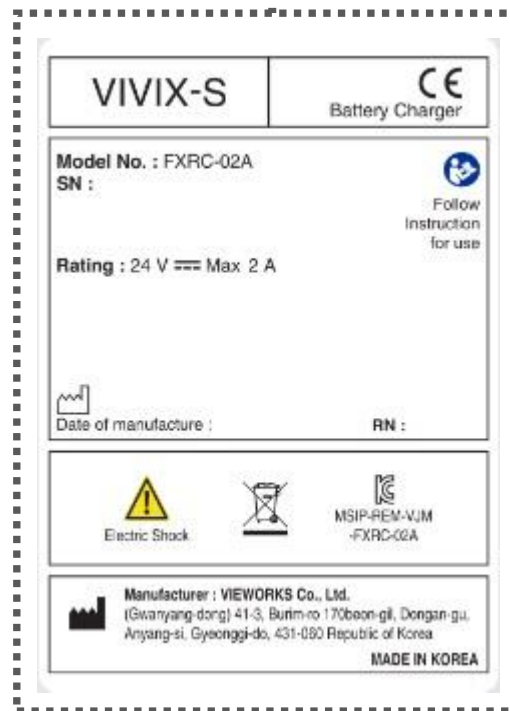 VIVIX-S
CE
Battery Charger
Model No. : FXRC-02A
SN :
Follow
Instruction
for use
Rating : 24 V ⎓ Max 2 A
Date of manufacture :
RN :
Electric Shock
MSIP-REM-VJM
-FXRC-02A
Manufacturer : VIEWORKS Co., Ltd.
(Gwanyang-dong) 41-3, Burim-ro 170beon-gil, Dongan-gu,
Anyang-si, Gyeonggi-do, 431-060 Republic of Korea
MADE IN KOREA